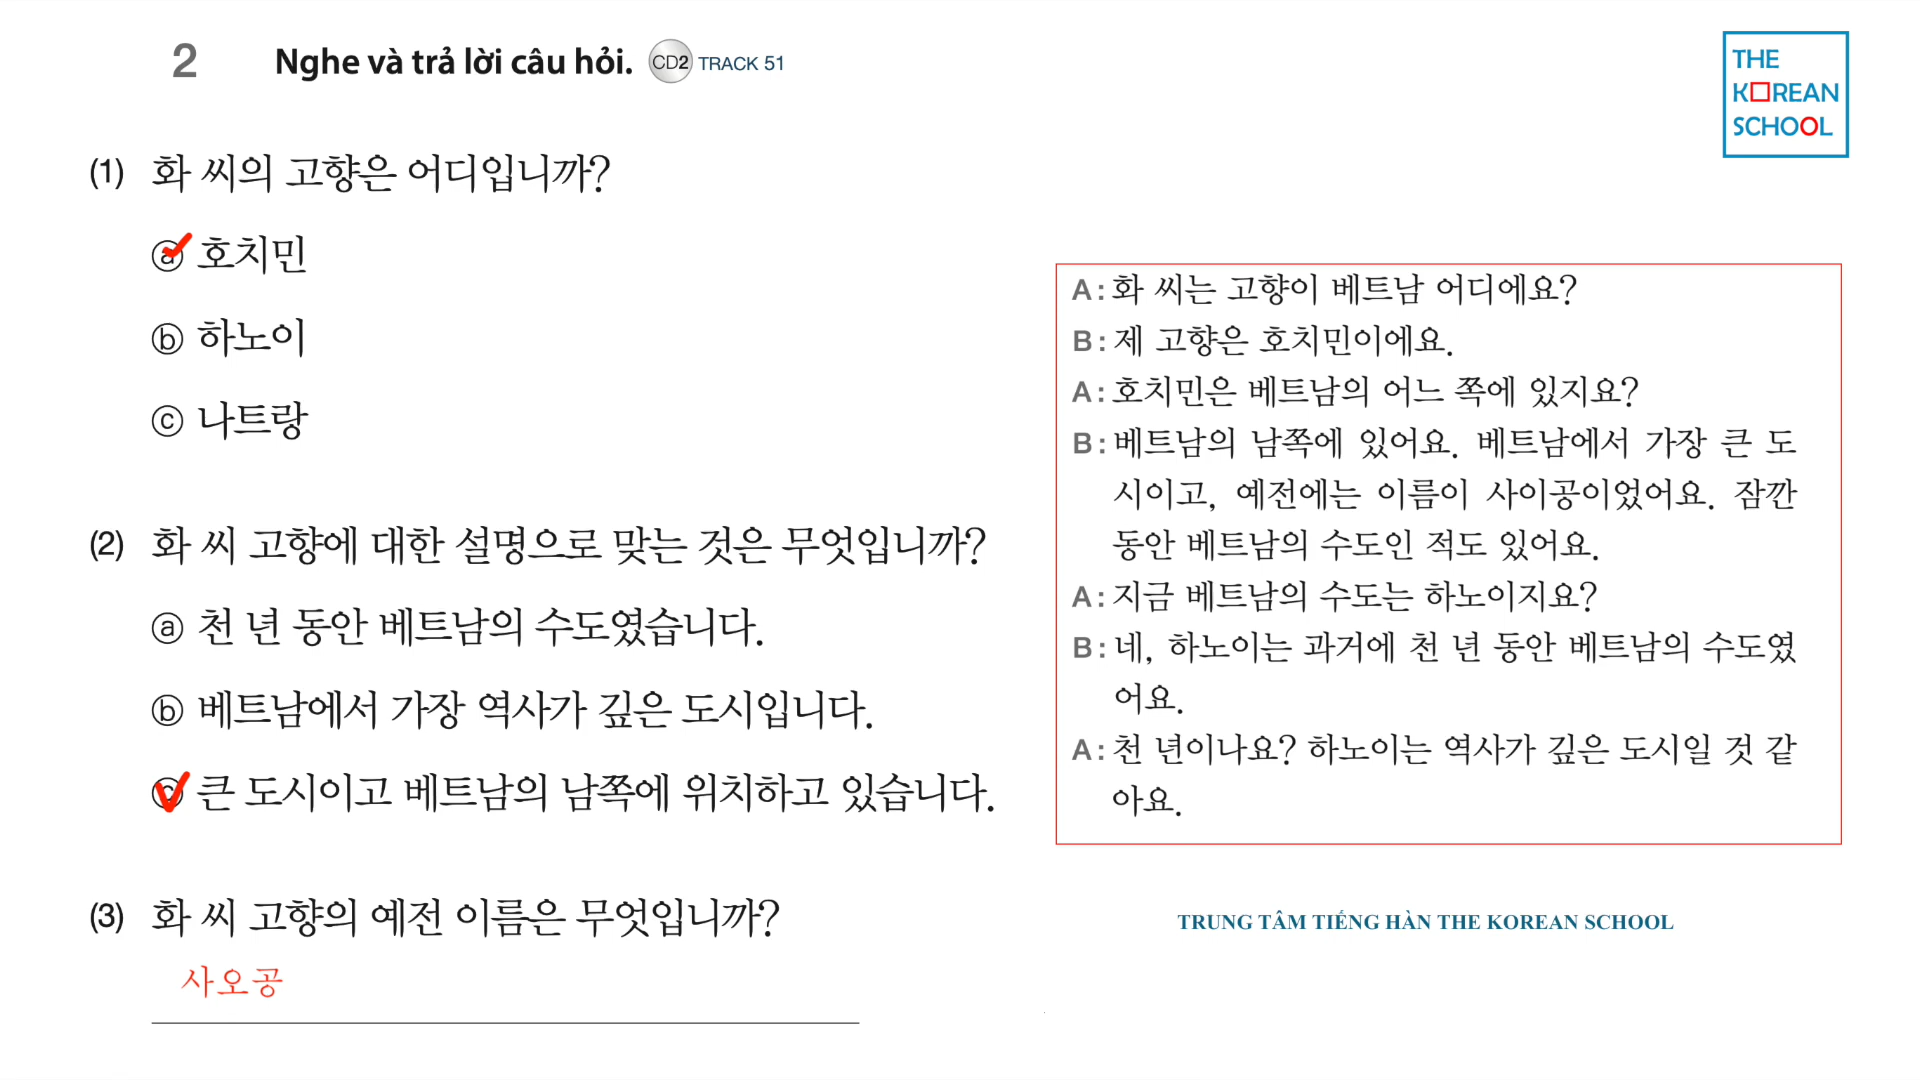 2 Nghe và trả lời câu hỏi. CD2 TRACK 51
THE
KOREAN
SCHOOL
(1) 화 씨의 고향은 어디입니까?
ⓐ 호치민
ⓑ 하노이
ⓒ 나트랑
(2) 화 씨 고향에 대한 설명으로 맞는 것은 무엇입니까?
ⓐ 천 년 동안 베트남의 수도였습니다.
ⓑ 베트남에서 가장 역사가 깊은 도시입니다.
ⓒ 큰 도시이고 베트남의 남쪽에 위치하고 있습니다.
(3) 화 씨 고향의 예전 이름은 무엇입니까?
사오공
A : 화 씨는 고향이 베트남 어디에요?
B : 제 고향은 호치민이에요.
A : 호치민은 베트남의 어느 쪽에 있지요?
B : 베트남의 남쪽에 있어요. 베트남에서 가장 큰 도
시이고, 예전에는 이름이 사이공이었어요. 잠깐
동안 베트남의 수도인 적도 있어요.
A : 지금 베트남의 수도는 하노이지요?
B : 네, 하노이는 과거에 천 년 동안 베트남의 수도였
어요.
A : 천 년이나요? 하노이는 역사가 깊은 도시일 것 같
아요.
TRUNG TÂM TIẾNG HÀN THE KOREAN SCHOOL